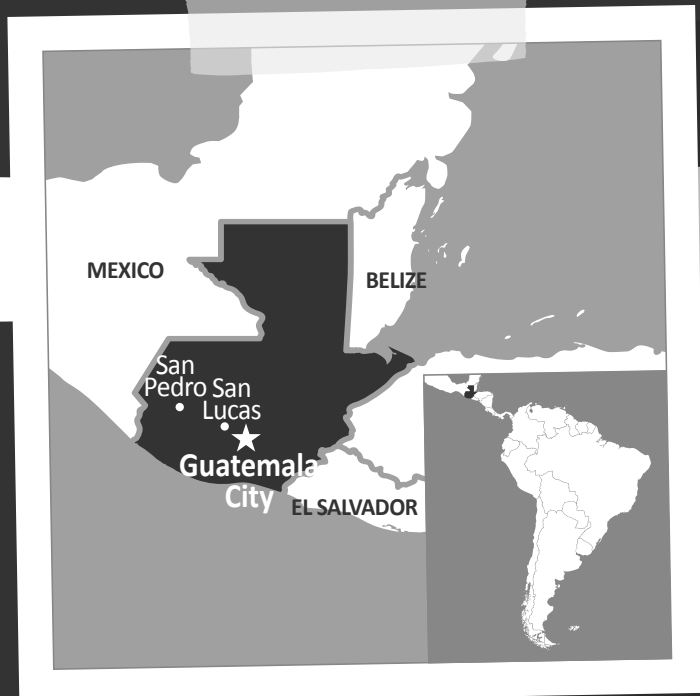 MEXICO
BELIZE
San
Pedro
San
Lucas
Guatemala
City
EL SALVADOR